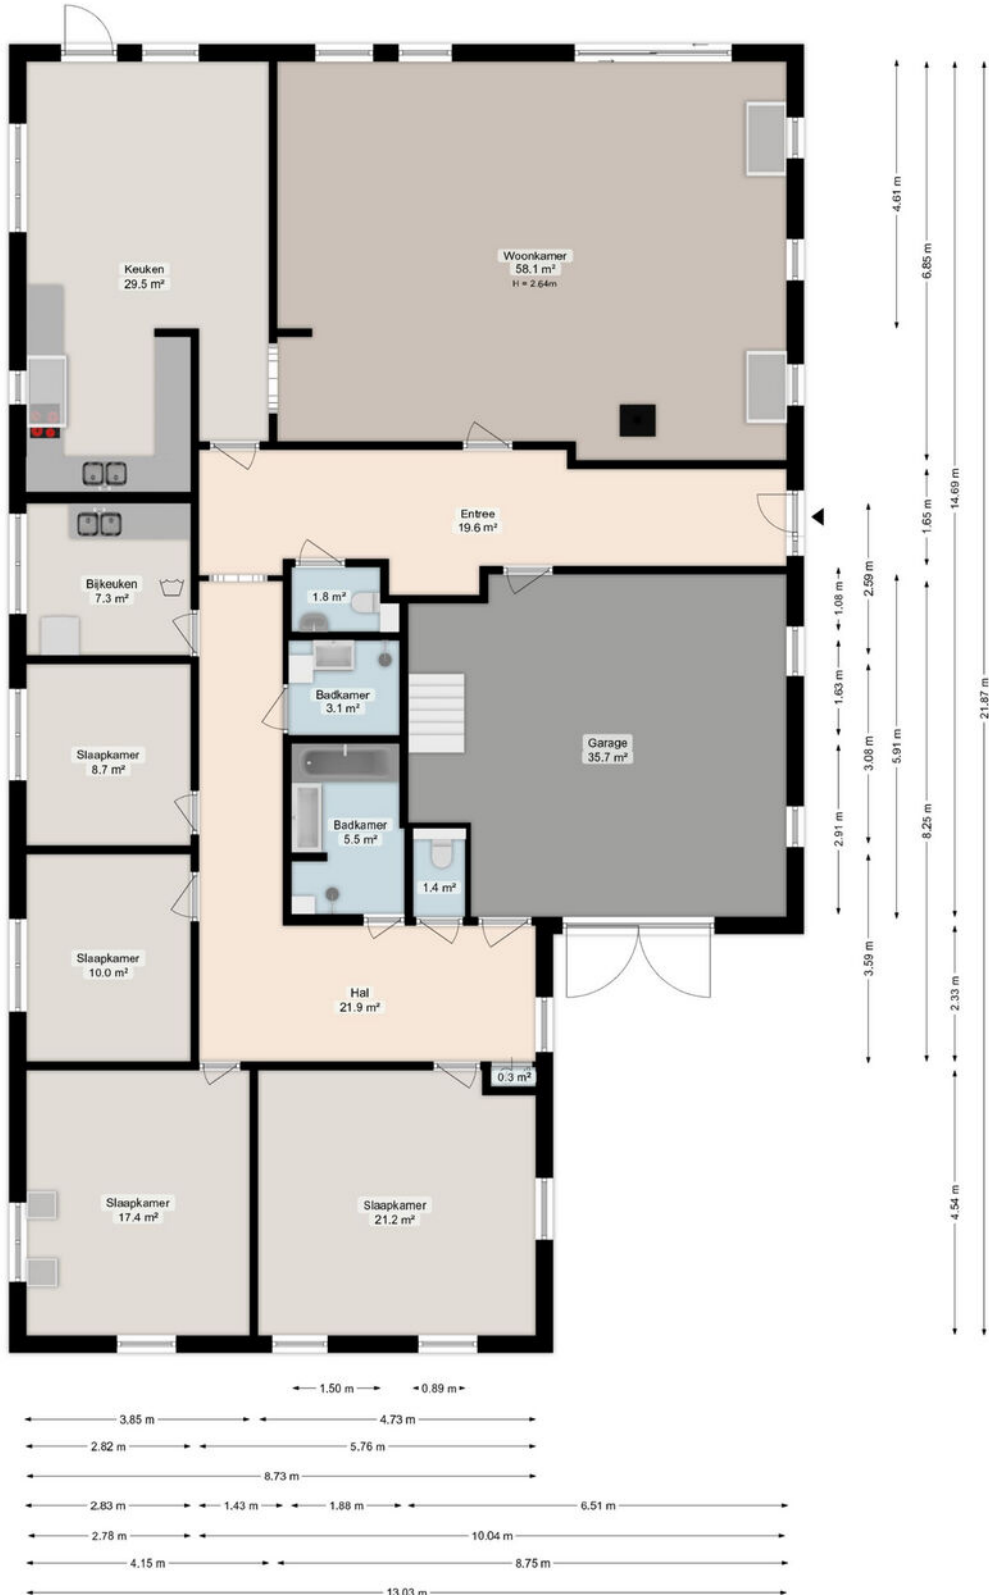 Keuken
29.5 m²
Woonkamer
58.1 m²
H = 2.64m
Entree
19.6 m²
Bijkeuken
7.3 m²
1.8 m²
Badkamer
3.1 m²
Slaapkamer
8.7 m²
Garage
35.7 m²
Badkamer
5.5 m²
1.4 m²
Slaapkamer
10.0 m²
Hal
21.9 m²
0.3 m²
Slaapkamer
17.4 m²
Slaapkamer
21.2 m²
4.61 m
6.85 m
14.69 m
21.87 m
1.65 m
2.59 m
1.08 m
1.63 m
3.08 m
5.91 m
8.25 m
2.91 m
3.59 m
2.33 m
4.54 m
1.50 m
0.89 m
3.85 m
4.73 m
2.82 m
5.76 m
8.73 m
2.83 m
1.43 m
1.88 m
6.51 m
2.78 m
10.04 m
4.15 m
8.75 m
13.03 m